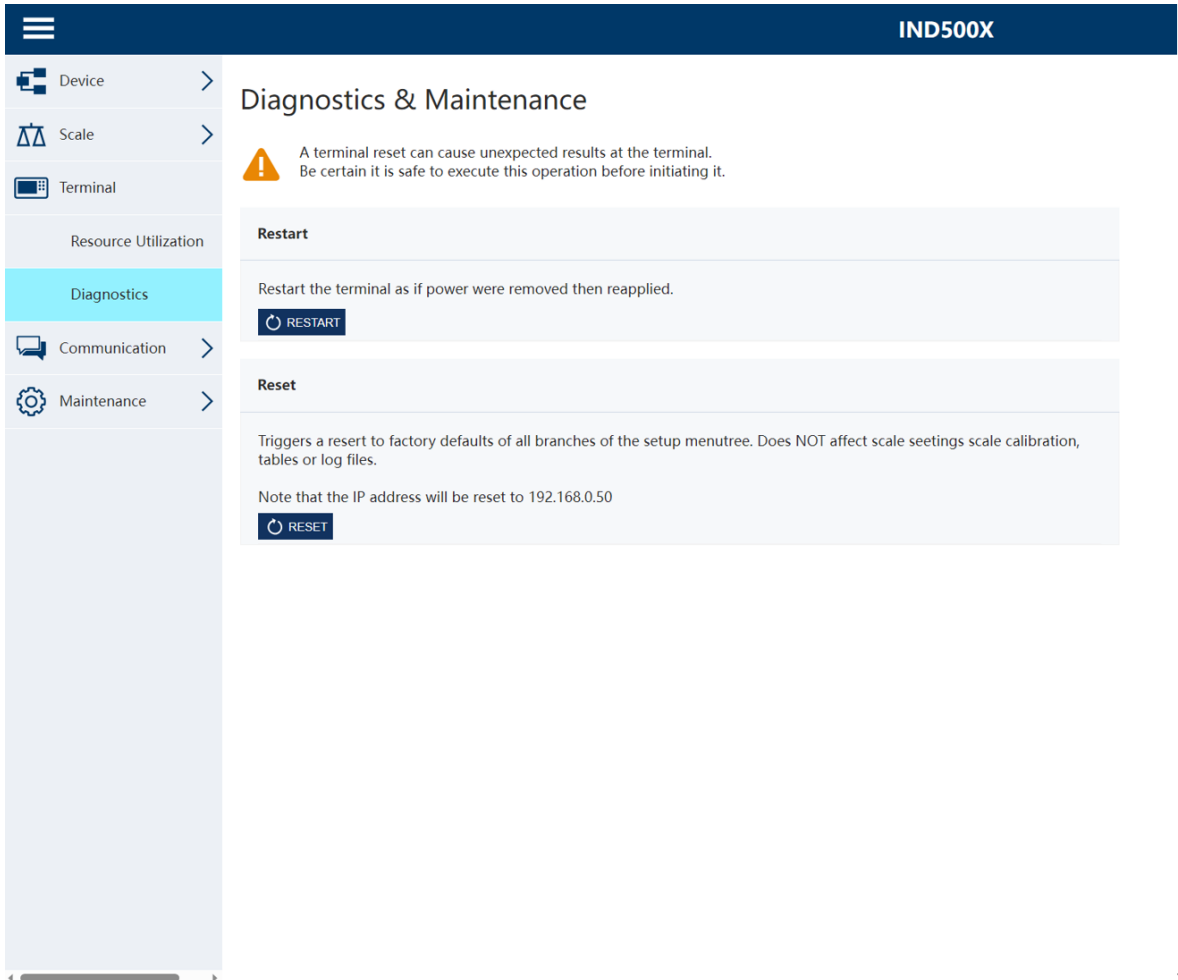 IND500X
Device
Scale
Terminal
Resource Utilization
Diagnostics
Communication
Maintenance
Diagnostics & Maintenance
A terminal reset can cause unexpected results at the terminal.
Be certain it is safe to execute this operation before initiating it.
Restart
Restart the terminal as if power were removed then reapplied.
RESTART
Reset
Triggers a resert to factory defaults of all branches of the setup menutree. Does NOT affect scale seetings scale calibration,
tables or log files.
Note that the IP address will be reset to 192.168.0.50
RESET